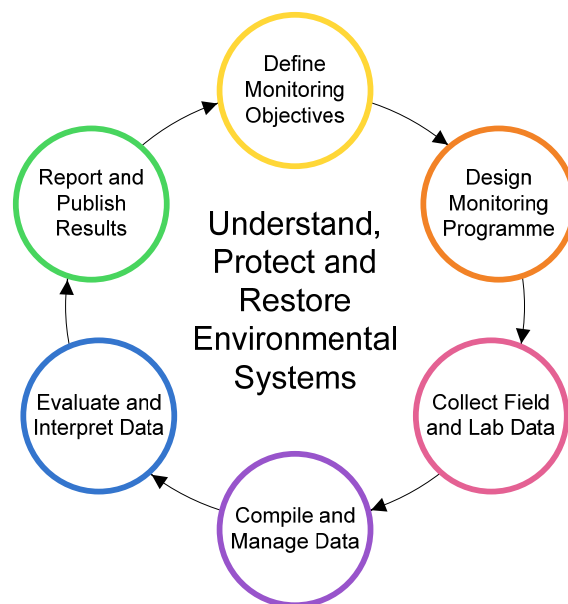 Define
Monitoring
Objectives
Design
Monitoring
Programme
Collect Field
and Lab Data
Compile and
Manage Data
Evaluate and
Interpret Data
Report and
Publish
Results
Understand,
Protect and
Restore
Environmental
Systems